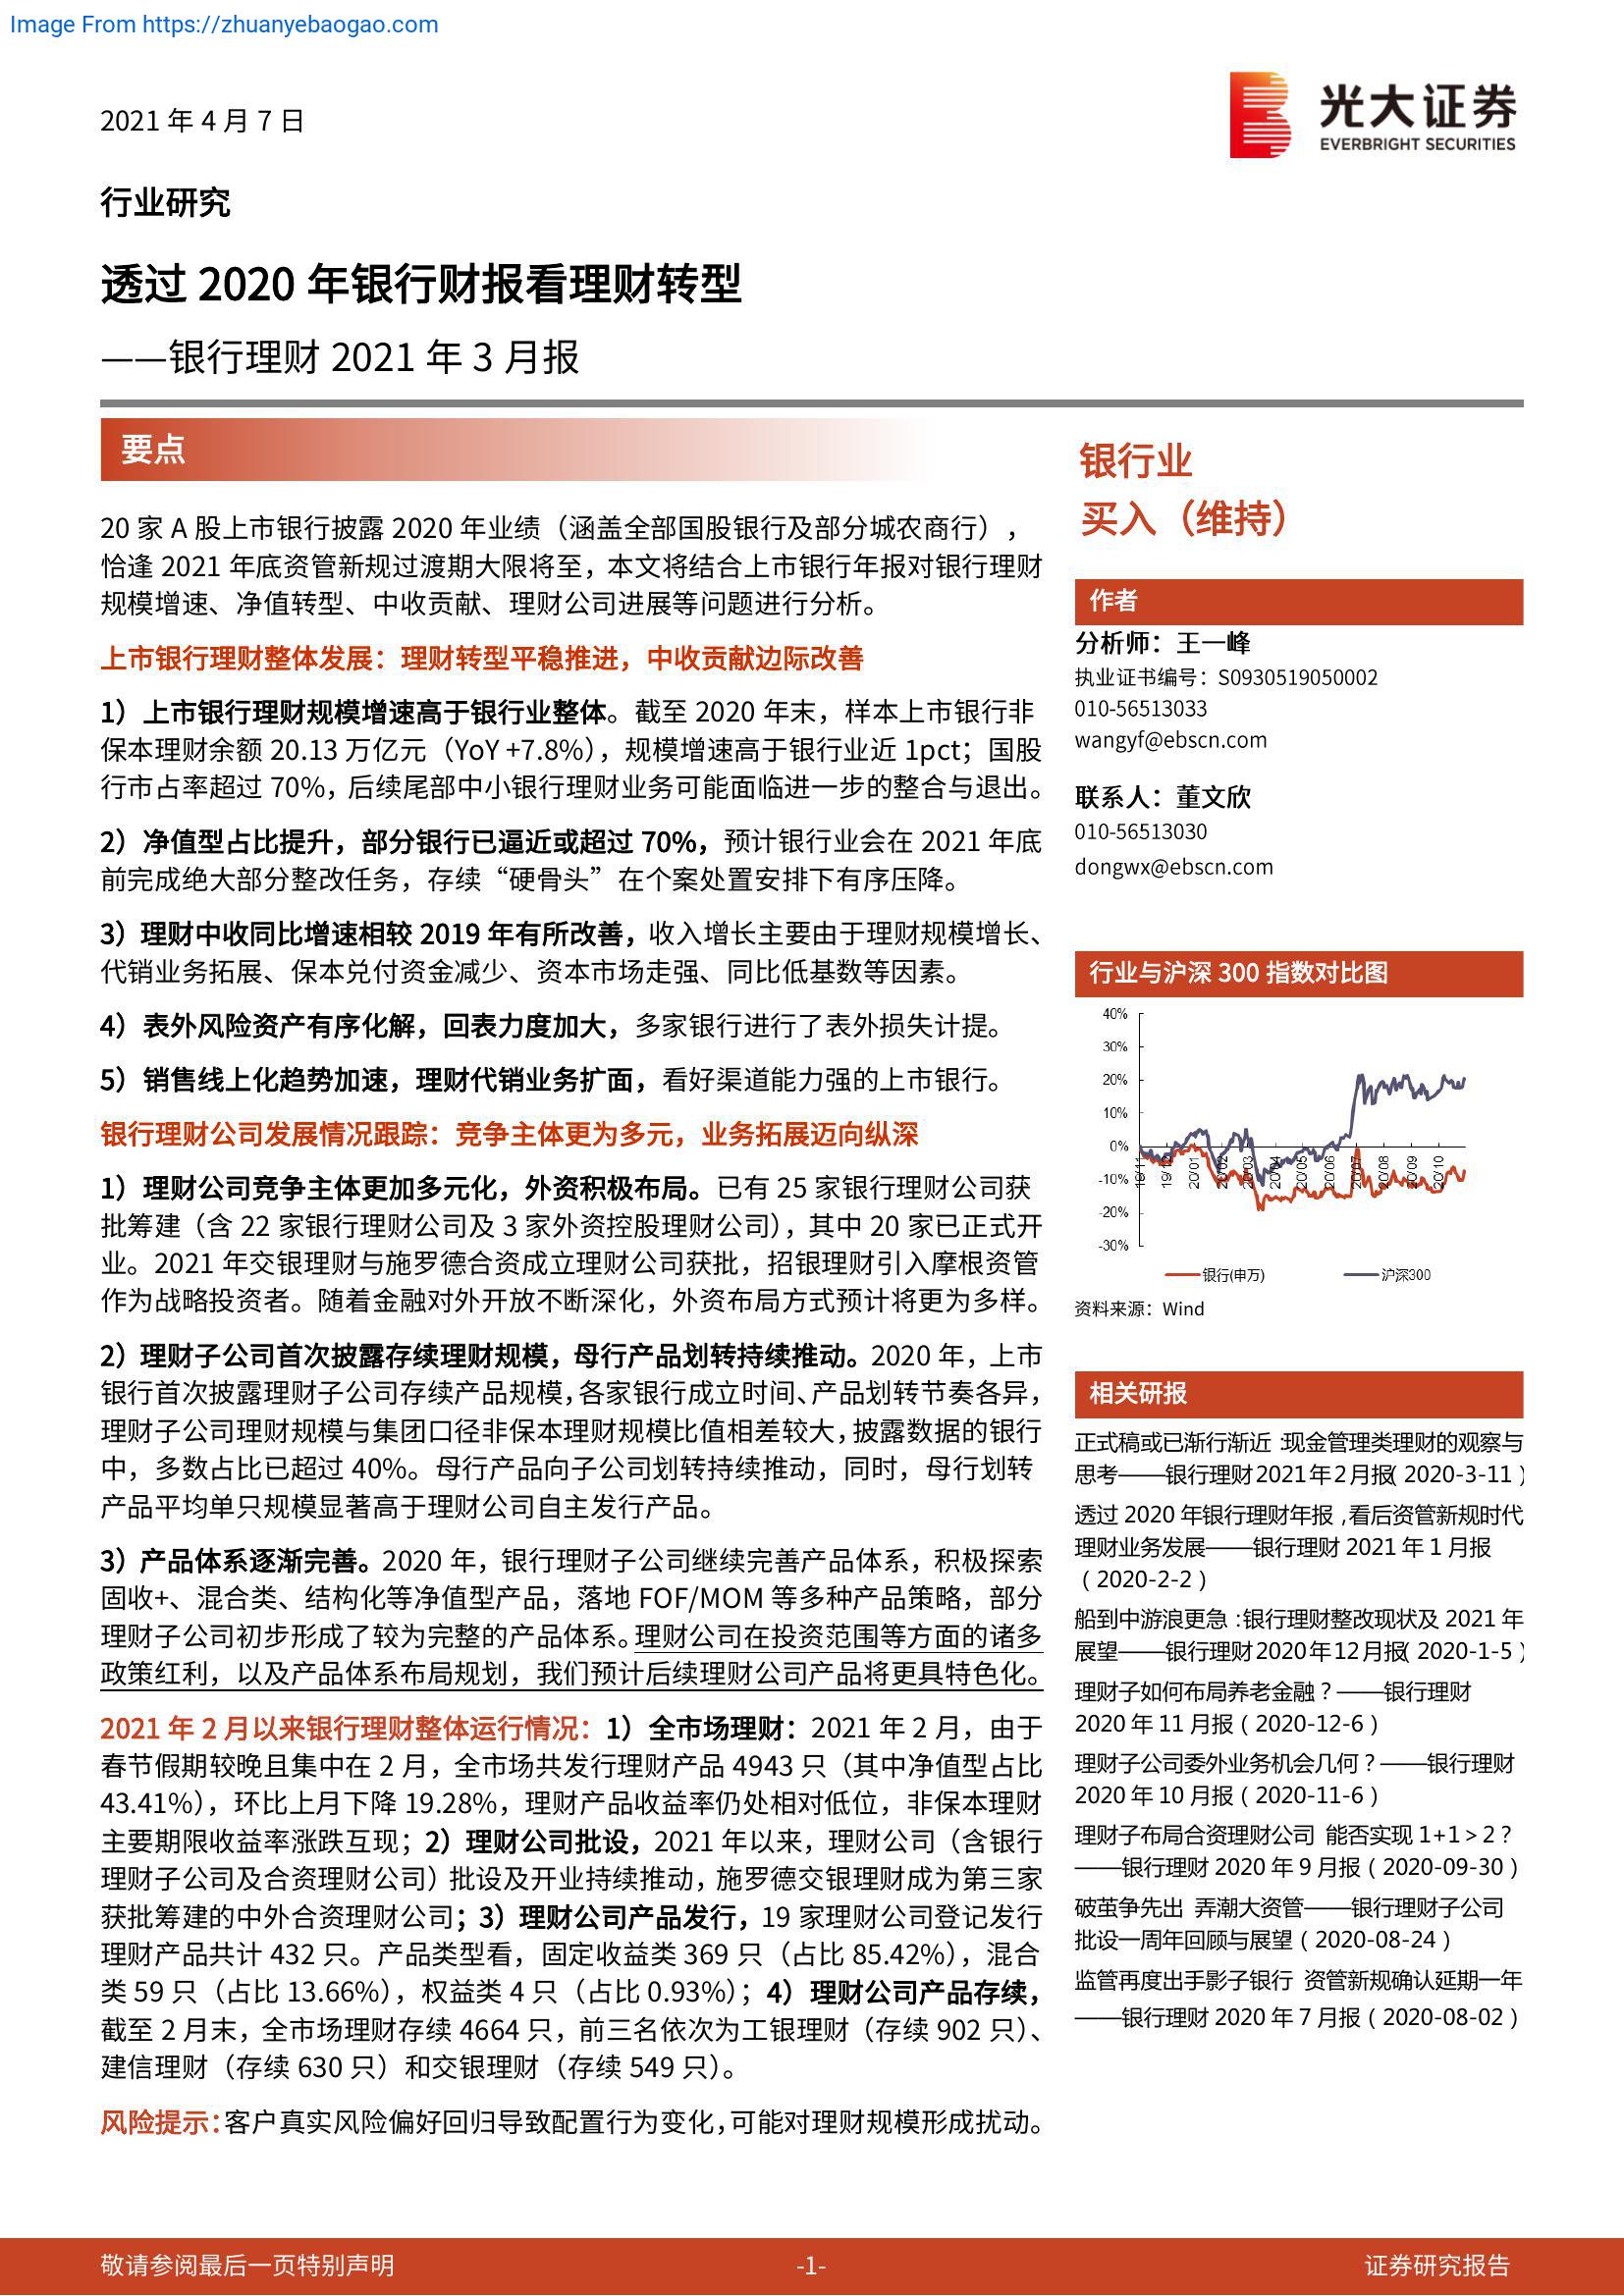 Image From https://zhuanyebaogao.com
2021 年 4 月 7 日
光大证券
EVERBRIGHT SECURITIES
行业研究
透过 2020 年银行财报看理财转型
——银行理财 2021 年 3 月报
要点
20 家 A 股上市银行披露 2020 年业绩（涵盖全部国股银行及部分城农商行），
恰逢 2021 年底资管新规过渡期大限将至，本文将结合上市银行年报对银行理财
规模增速、净值转型、中收贡献、理财公司进展等问题进行分析。
上市银行理财整体发展：理财转型平稳推进，中收贡献边际改善
1）上市银行理财规模增速高于银行业整体。截至 2020 年末，样本上市银行非
保本理财余额 20.13 万亿元（YoY +7.8%），规模增速高于银行业近 1pct；国股
行市占率超过 70%，后续尾部中小银行理财业务可能面临进一步的整合与退出。
2）净值型占比提升，部分银行已逼近或超过 70%，预计银行业会在 2021 年底
前完成绝大部分整改任务，存续“硬骨头”在个案处置安排下有序压降。
3）理财中收同比增速相较 2019 年有所改善，收入增长主要由于理财规模增长、
代销业务拓展、保本兑付资金减少、资本市场走强、同比低基数等因素。
4）表外风险资产有序化解，回表力度加大，多家银行进行了表外损失计提。
5）销售线上化趋势加速，理财代销业务扩面，看好渠道能力强的上市银行。
银行理财公司发展情况跟踪：竞争主体更为多元，业务拓展迈向纵深
1）理财公司竞争主体更加多元化，外资积极布局。已有 25 家银行理财公司获
批筹建（含 22 家银行理财公司及 3 家外资控股理财公司），其中 20 家已正式开
业。2021 年交银理财与施罗德合资成立理财公司获批，招银理财引入摩根资管
作为战略投资者。随着金融对外开放不断深化，外资布局方式预计将更为多样。
2）理财子公司首次披露存续理财规模，母行产品划转持续推动。2020 年，上市
银行首次披露理财子公司存续产品规模，各家银行成立时间、产品划转节奏各异，
理财子公司理财规模与集团口径非保本理财规模比值相差较大，披露数据的银行
中，多数占比已超过 40%。母行产品向子公司划转持续推动，同时，母行划转
产品平均单只规模显著高于理财公司自主发行产品。
3）产品体系逐渐完善。2020 年，银行理财子公司继续完善产品体系，积极探索
固收+、混合类、结构化等净值型产品，落地 FOF/MOM 等多种产品策略，部分
理财子公司初步形成了较为完整的产品体系。理财公司在投资范围等方面的诸多
政策红利，以及产品体系布局规划，我们预计后续理财公司产品将更具特色化。
2021 年 2 月以来银行理财整体运行情况：1）全市场理财：2021 年 2 月，由于
春节假期较晚且集中在 2 月，全市场共发行理财产品 4943 只（其中净值型占比
43.41%），环比上月下降 19.28%，理财产品收益率仍处相对低位，非保本理财
主要期限收益率涨跌互现；2）理财公司批设，2021 年以来，理财公司（含银行
理财子公司及合资理财公司）批设及开业持续推动，施罗德交银理财成为第三家
获批筹建的中外合资理财公司；3）理财公司产品发行，19 家理财公司登记发行
理财产品共计 432 只。产品类型看，固定收益类 369 只（占比 85.42%），混合
类 59 只（占比 13.66%），权益类 4 只（占比 0.93%）；4）理财公司产品存续，
截至 2 月末，全市场理财存续 4664 只，前三名依次为工银理财（存续 902 只）、
建信理财（存续 630 只）和交银理财（存续 549 只）。
风险提示：客户真实风险偏好回归导致配置行为变化，可能对理财规模形成扰动。
银行业
买入（维持）
作者
分析师：王一峰
执业证书编号：S0930519050002
010-56513033
wangyf@ebscn.com
联系人：董文欣
010-56513030
dongwx@ebscn.com
行业与沪深 300 指数对比图
40%
30%
20%
10%
0%
-10%
-20%
-30%
19/11 19/12 20/01 20/02 20/03 20/04 20/05 20/06 20/07 20/08 20/09 20/10
银行(申万) 沪深300
资料来源：Wind
相关研报
正式稿或已渐行渐近 现金管理类理财的观察与
思考——银行理财2021年2月报（2020-3-11）
透过 2020 年银行理财年报，看后资管新规时代
理财业务发展——银行理财 2021 年 1 月报
（2020-2-2）
船到中游浪更急：银行理财整改现状及 2021 年
展望——银行理财2020年12月报（2020-1-5）
理财子如何布局养老金融？——银行理财
2020 年 11 月报（2020-12-6）
理财子公司委外业务机会几何？——银行理财
2020 年 10 月报（2020-11-6）
理财子布局合资理财公司 能否实现 1+1＞2？
——银行理财 2020 年 9 月报（2020-09-30）
破茧争先出 弄潮大资管——银行理财子公司
批设一周年回顾与展望（2020-08-24）
监管再度出手影子银行 资管新规确认延期一年
——银行理财 2020 年 7 月报（2020-08-02）
敬请参阅最后一页特别声明
-1-
证券研究报告